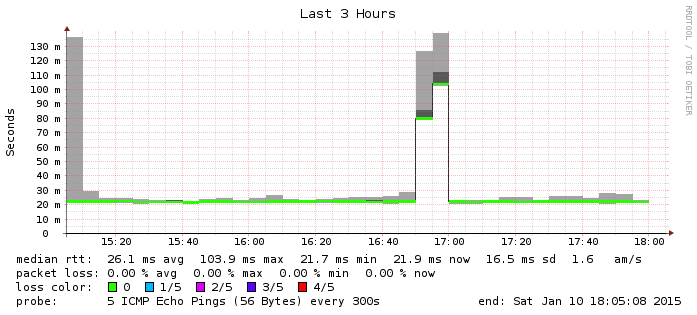 Last 3 Hours
RRDTOOL / TOBI OETIKER
Seconds
130 m
120 m
110 m
100 m
90 m
80 m
70 m
60 m
50 m
40 m
30 m
20 m
10 m
0
15:20 15:40 16:00 16:20 16:40 17:00 17:20 17:40 18:00
median rtt: 26.1 ms avg 103.9 ms max 21.7 ms min 21.9 ms now 16.5 ms sd 1.6 am/s
packet loss: 0.00 % avg 0.00 % max 0.00 % min 0.00 % now
loss color: 0 1/5 2/5 3/5 4/5
probe: 5 ICMP Echo Pings (56 Bytes) every 300s end: Sat Jan 10 18:05:08 2015